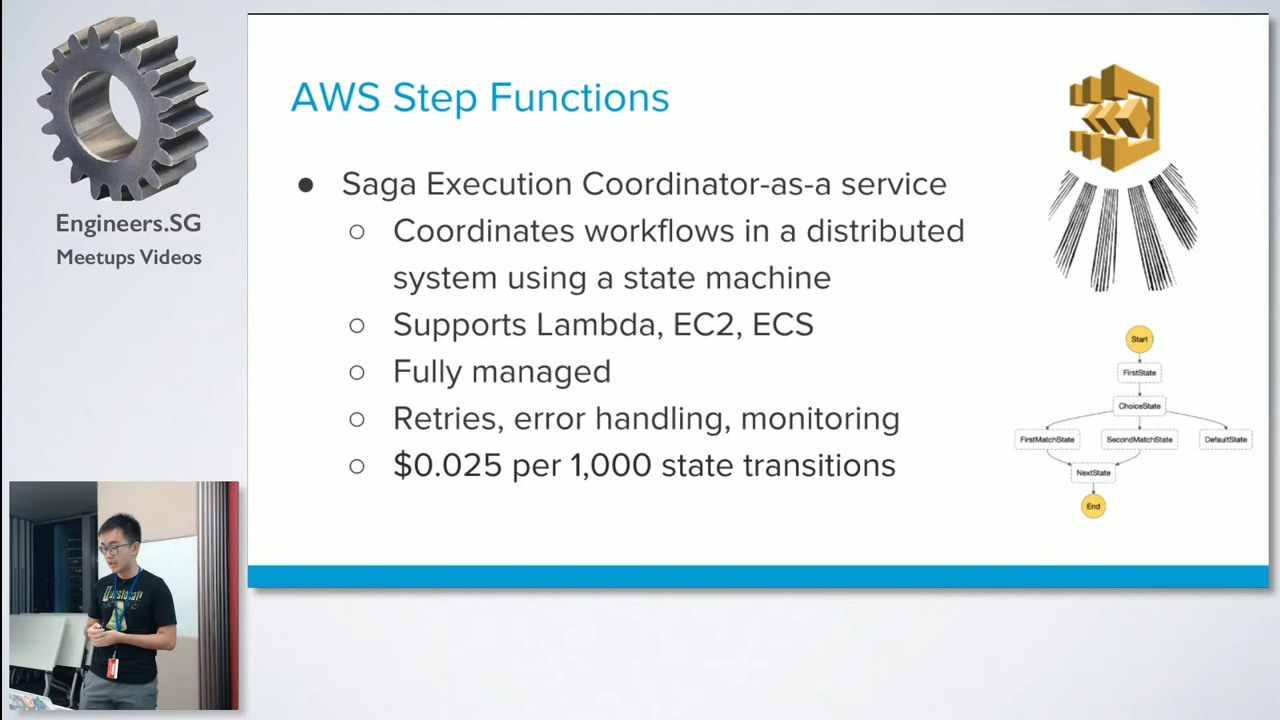 Engineers.SG
Meetups Videos
AWS Step Functions
● Saga Execution Coordinator-as-a service
○ Coordinates workflows in a distributed
system using a state machine
○ Supports Lambda, EC2, ECS
○ Fully managed
○ Retries, error handling, monitoring
○ $0.025 per 1,000 state transitions
Start
FirstState
ChoiceState
FirstMatchState
SecondMatchState
DefaultState
NextState
End